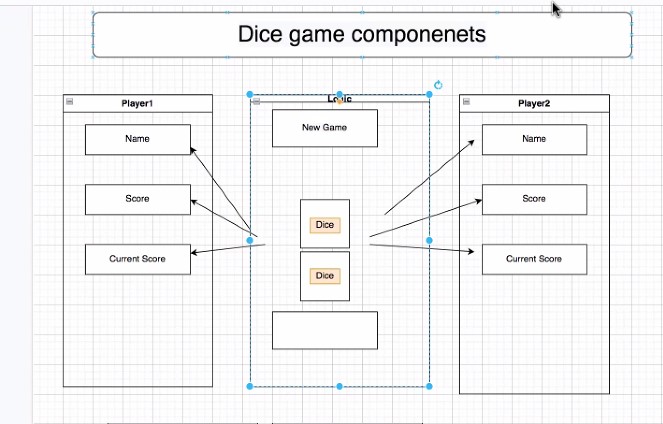 Dice game componenets
Player1
Name
Score
Current Score
Logic
New Game
Dice
Dice
Player2
Name
Score
Current Score